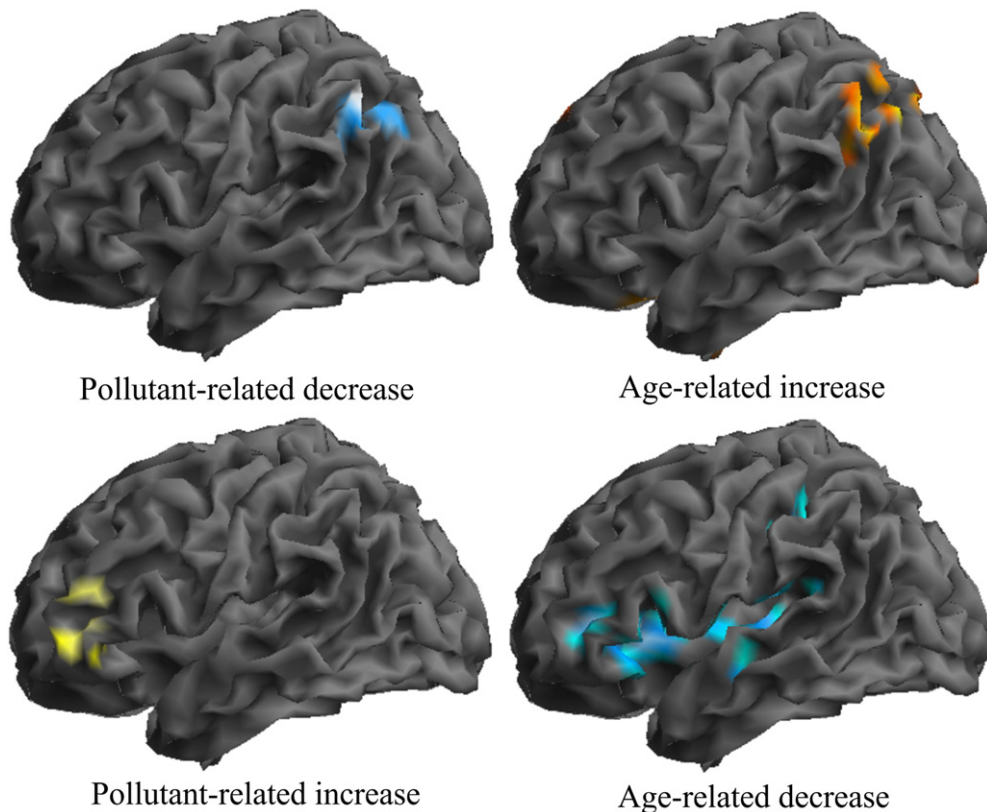 Pollutant-related decrease
Age-related increase
Pollutant-related increase
Age-related decrease